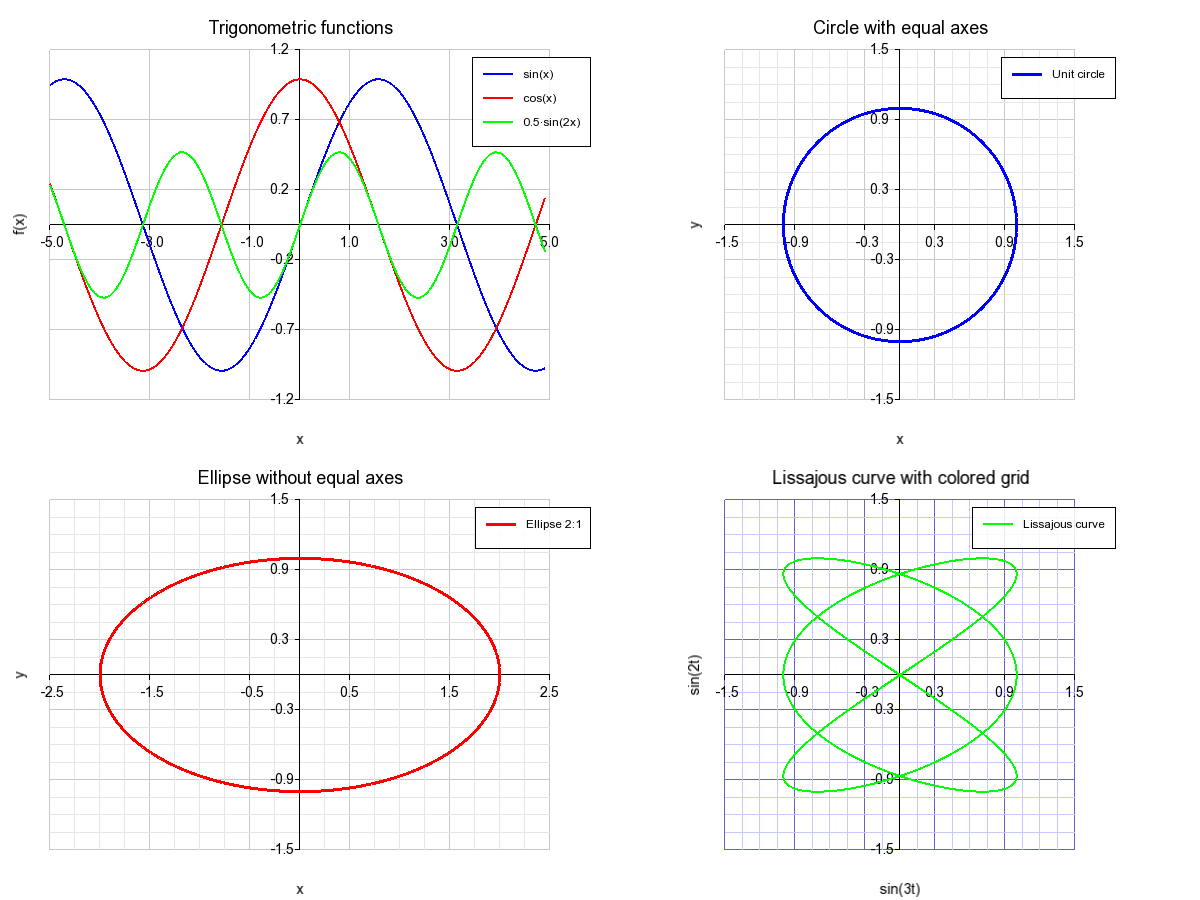 Trigonometric functions
1.2
sin(x)
cos(x)
0.5·sin(2x)
0.7
0.2
f(x)
-5.0 -3.0 -1.0 1.0 3.0 5.0
-0.2
-0.7
-1.2
x
Circle with equal axes
1.5
Unit circle
0.9
0.3
y
-1.5 -0.9 -0.3 0.3 0.9 1.5
-0.3
-0.9
-1.5
x
Ellipse without equal axes
1.5
Ellipse 2:1
0.9
0.3
y
-2.5 -1.5 -0.5 0.5 1.5 2.5
-0.3
-0.9
-1.5
x
Lissajous curve with colored grid
1.5
Lissajous curve
0.9
0.3
sin(2t)
-1.5 -0.9 -0.3 0.3 0.9 1.5
-0.3
-0.9
-1.5
sin(3t)